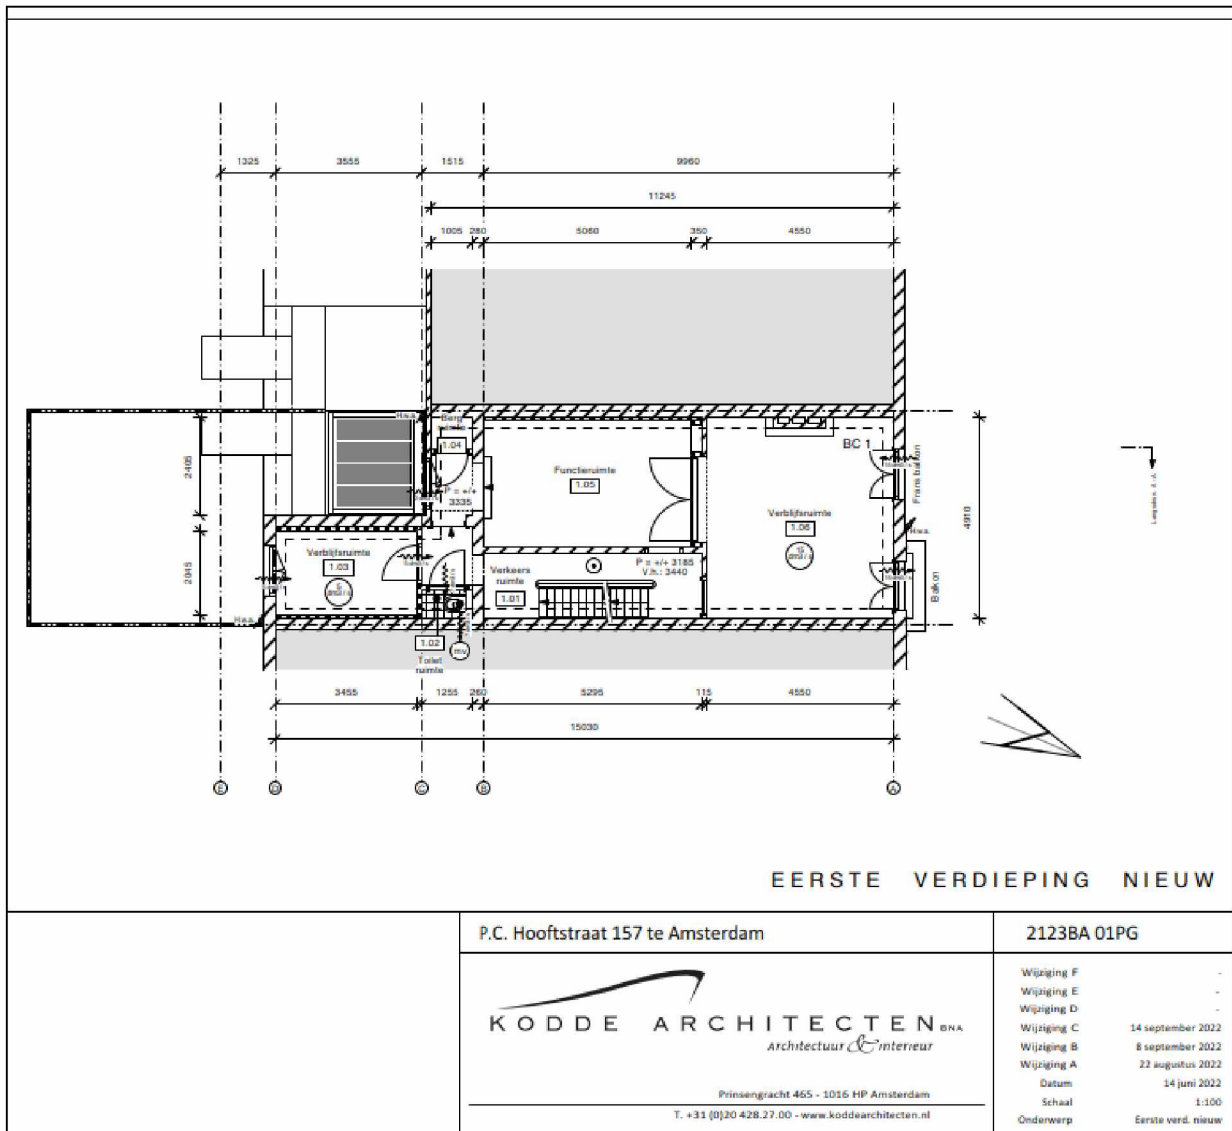 1325 3555 1515 9960
11245
1005 280 5060 350 4550
H.w.a.
Berg
ruimte
1.04
BC 1
Frans balkon
P = +/+
3335
Functieruimte
1.05
2405
Verblijfsruimte
1.06
15
dm3/s
4910
H.w.a.
Verblijfsruimte
1.03
5
dm3/s
2045
Verkeers
ruimte
1.01
P = +/+ 3185
V.h.: 3440
Balkon
H.w.a.
1.02
Toilet
ruimte
mv
3455 1255 260 5295 115 4550
15030
E D C B A
EERSTE VERDIEPING NIEUW
P.C. Hooftstraat 157 te Amsterdam
2123BA 01PG
KODDE ARCHITECTEN BNA
Architectuur & interieur
Prinsengracht 465 - 1016 HP Amsterdam
T. +31 (0)20 428.27.00 - www.koddearchitecten.nl
Wijziging F -
Wijziging E -
Wijziging D -
Wijziging C 14 september 2022
Wijziging B 8 september 2022
Wijziging A 22 augustus 2022
Datum 14 juni 2022
Schaal 1:100
Onderwerp Eerste verd. nieuw